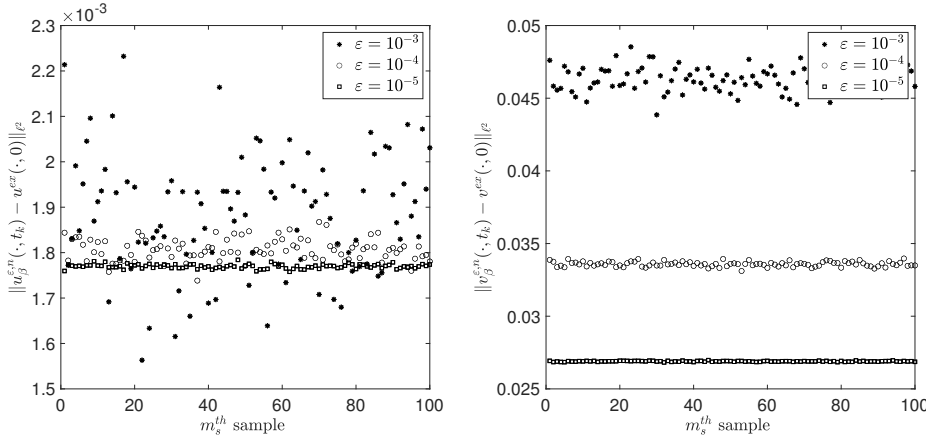 ×10⁻³
2.3
2.2
2.1
2
1.9
1.8
1.7
1.6
1.5
0 20 40 60 80 100
m_s^{th} sample
||u_β^{ε,n}(·, t_k) − u^{ex}(·, 0)||_{ℓ²}
ε = 10⁻³
ε = 10⁻⁴
ε = 10⁻⁵
0.05
0.045
0.04
0.035
0.03
0.025
0 20 40 60 80 100
m_s^{th} sample
||v_β^{ε,n}(·, t_k) − v^{ex}(·, 0)||_{ℓ²}
ε = 10⁻³
ε = 10⁻⁴
ε = 10⁻⁵